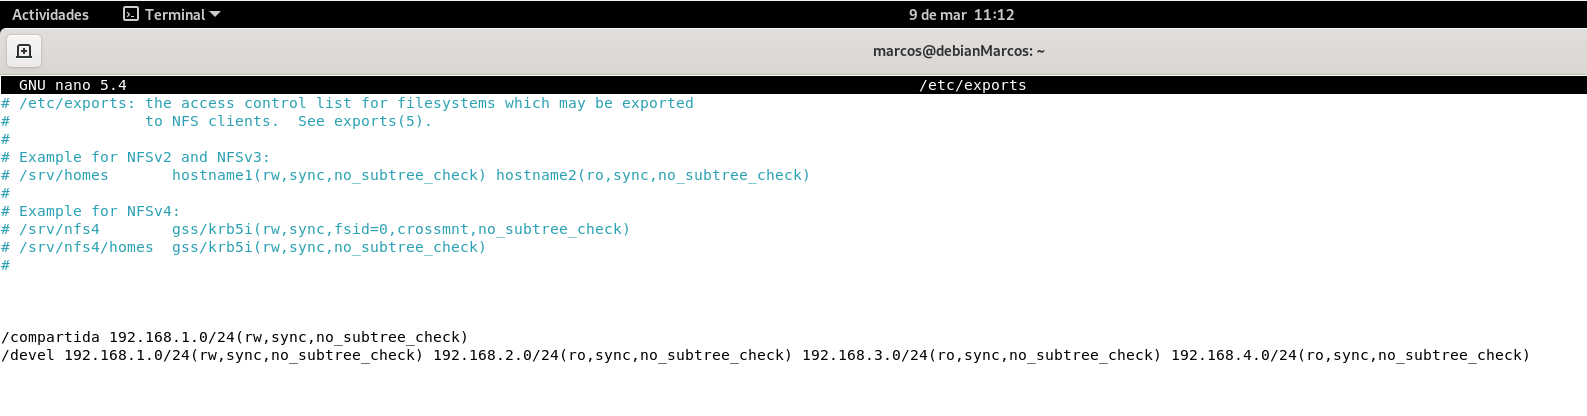 Actividades Terminal 9 de mar 11:12
marcos@debianMarcos: ~
GNU nano 5.4 /etc/exports
# /etc/exports: the access control list for filesystems which may be exported
#               to NFS clients.  See exports(5).
#
# Example for NFSv2 and NFSv3:
# /srv/homes       hostname1(rw,sync,no_subtree_check) hostname2(ro,sync,no_subtree_check)
#
# Example for NFSv4:
# /srv/nfs4        gss/krb5i(rw,sync,fsid=0,crossmnt,no_subtree_check)
# /srv/nfs4/homes  gss/krb5i(rw,sync,no_subtree_check)
#
/compartida 192.168.1.0/24(rw,sync,no_subtree_check)
/devel 192.168.1.0/24(rw,sync,no_subtree_check) 192.168.2.0/24(ro,sync,no_subtree_check) 192.168.3.0/24(ro,sync,no_subtree_check) 192.168.4.0/24(ro,sync,no_subtree_check)